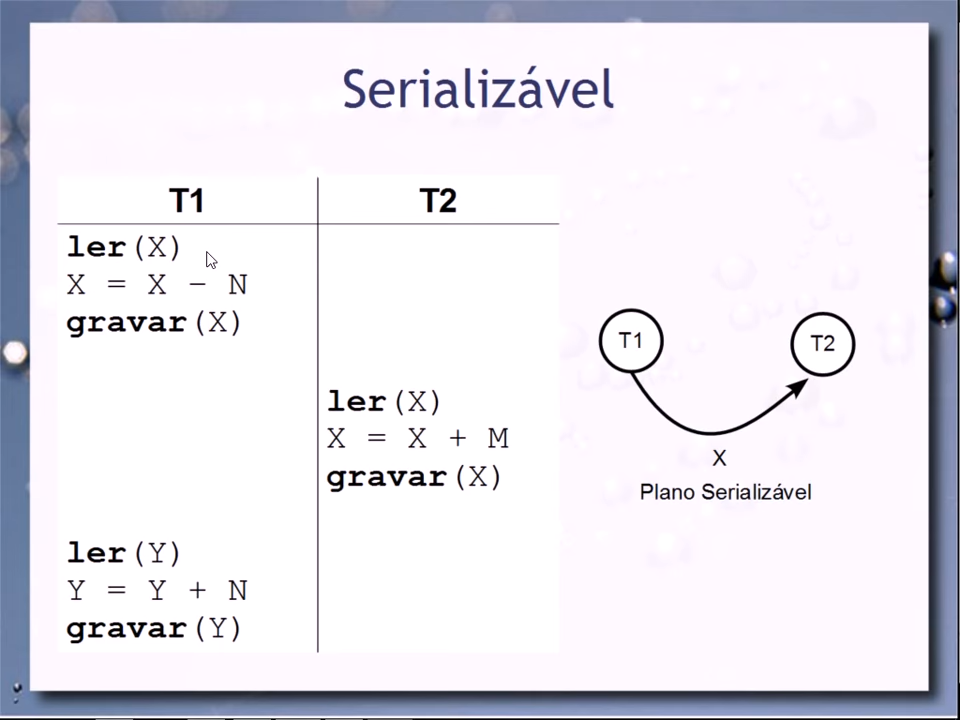 Serializável
T1 T2
ler(X)
X = X - N
gravar(X)
ler(X)
X = X + M
gravar(X)
ler(Y)
Y = Y + N
gravar(Y)
T1 T2
X
Plano Serializável